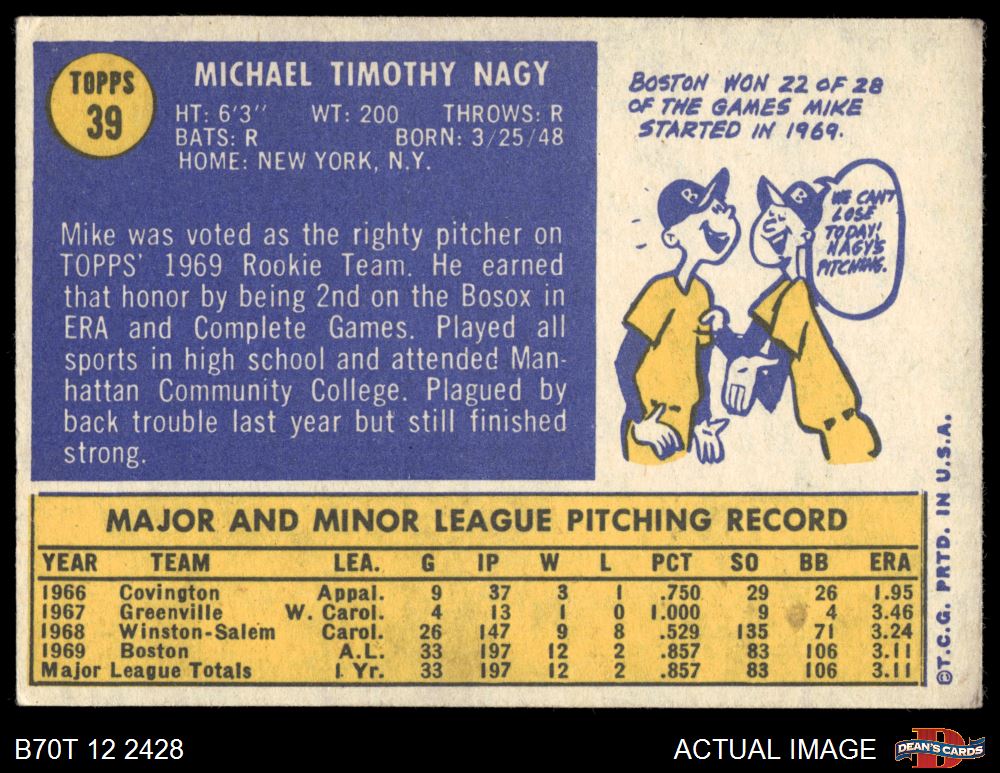 TOPPS
39
MICHAEL TIMOTHY NAGY
HT: 6'3" WT: 200 THROWS: R
BATS: R BORN: 3/25/48
HOME: NEW YORK, N.Y.
Mike was voted as the righty pitcher on
TOPPS' 1969 Rookie Team. He earned
that honor by being 2nd on the Bosox in
ERA and Complete Games. Played all
sports in high school and attended Man-
hattan Community College. Plagued by
back trouble last year but still finished
strong.
BOSTON WON 22 OF 28
OF THE GAMES MIKE
STARTED IN 1969.
B
B
WE CAN'T
LOSE
TODAY!
NAGY'S
PITCHING.
MAJOR AND MINOR LEAGUE PITCHING RECORD
YEAR TEAM LEA. G IP W L PCT SO BB ERA
1966 Covington Appal. 9 37 3 1 .750 29 26 1.95
1967 Greenville W. Carol. 4 13 1 0 1.000 9 4 3.46
1968 Winston-Salem Carol. 26 147 9 8 .529 135 71 3.24
1969 Boston A.L. 33 197 12 2 .857 83 106 3.11
Major League Totals 1 Yr. 33 197 12 2 .857 83 106 3.11
©T.C.G. PRTD. IN U.S.A.
B70T 12 2428
ACTUAL IMAGE
D
DEAN'S CARDS